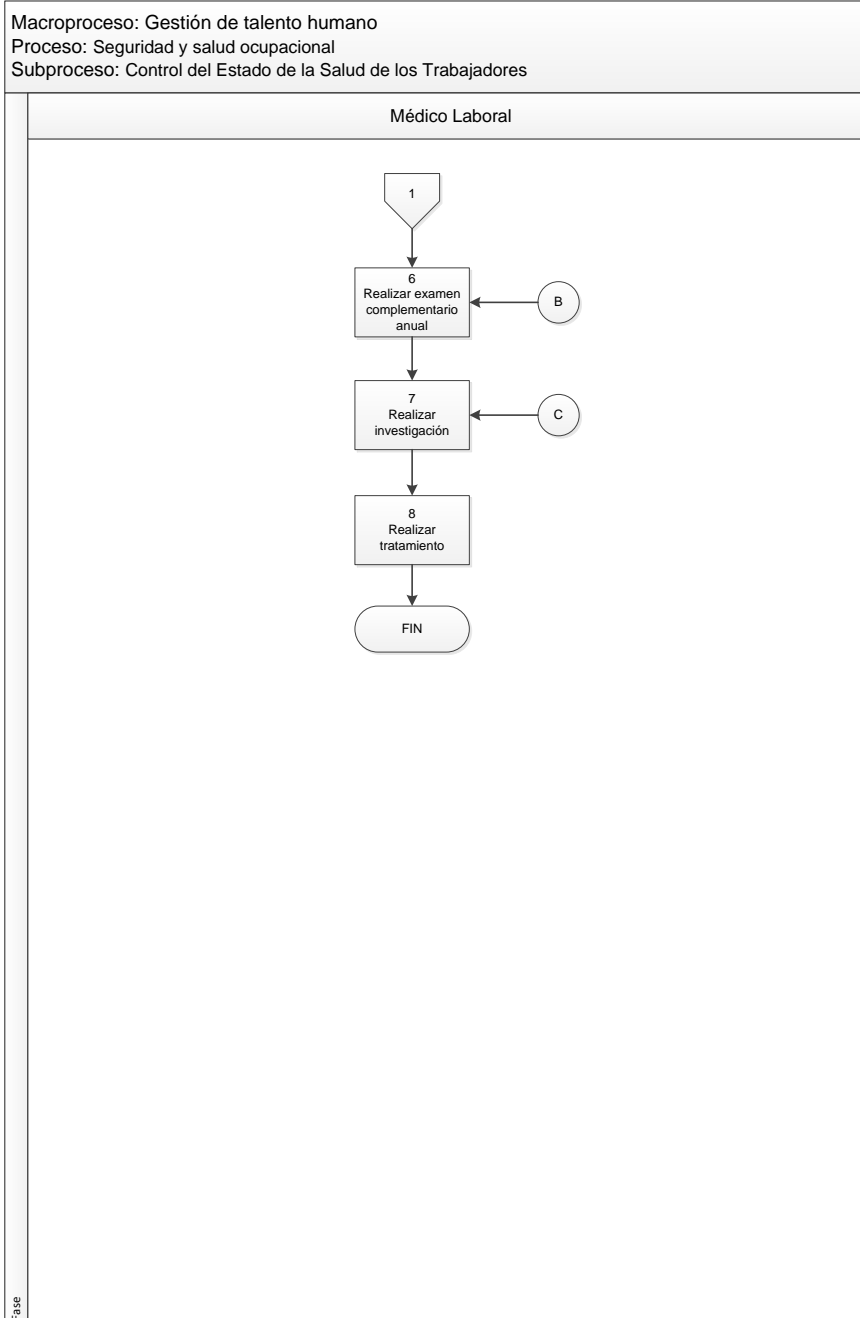 Macroproceso: Gestión de talento humano
Proceso: Seguridad y salud ocupacional
Subproceso: Control del Estado de la Salud de los Trabajadores
Médico Laboral
1
6
Realizar examen
complementario
anual
B
7
Realizar
investigación
C
8
Realizar
tratamiento
FIN
Fase